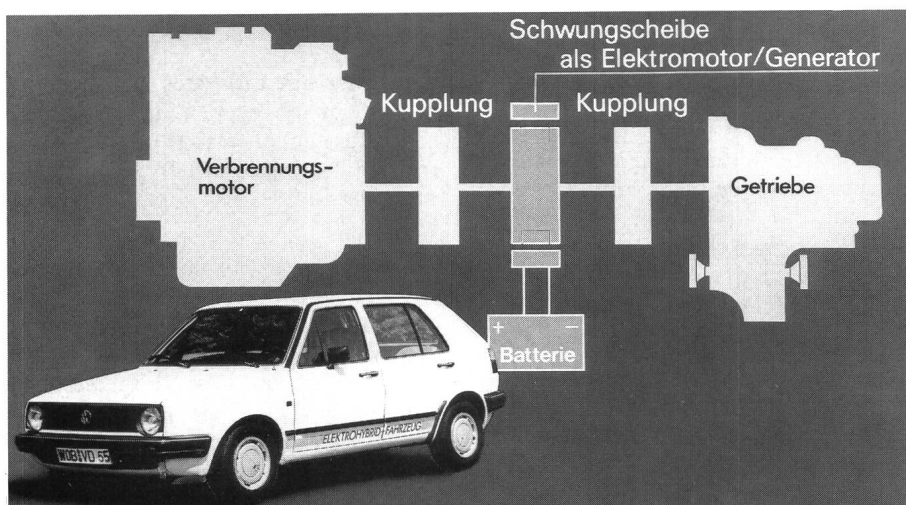 Schwungscheibe
als Elektromotor/Generator
Kupplung
Kupplung
Verbrennungs-
motor
Getriebe
+ −
Batterie
ELEKTROHYBRID FAHRZEUG
WOB VD 55